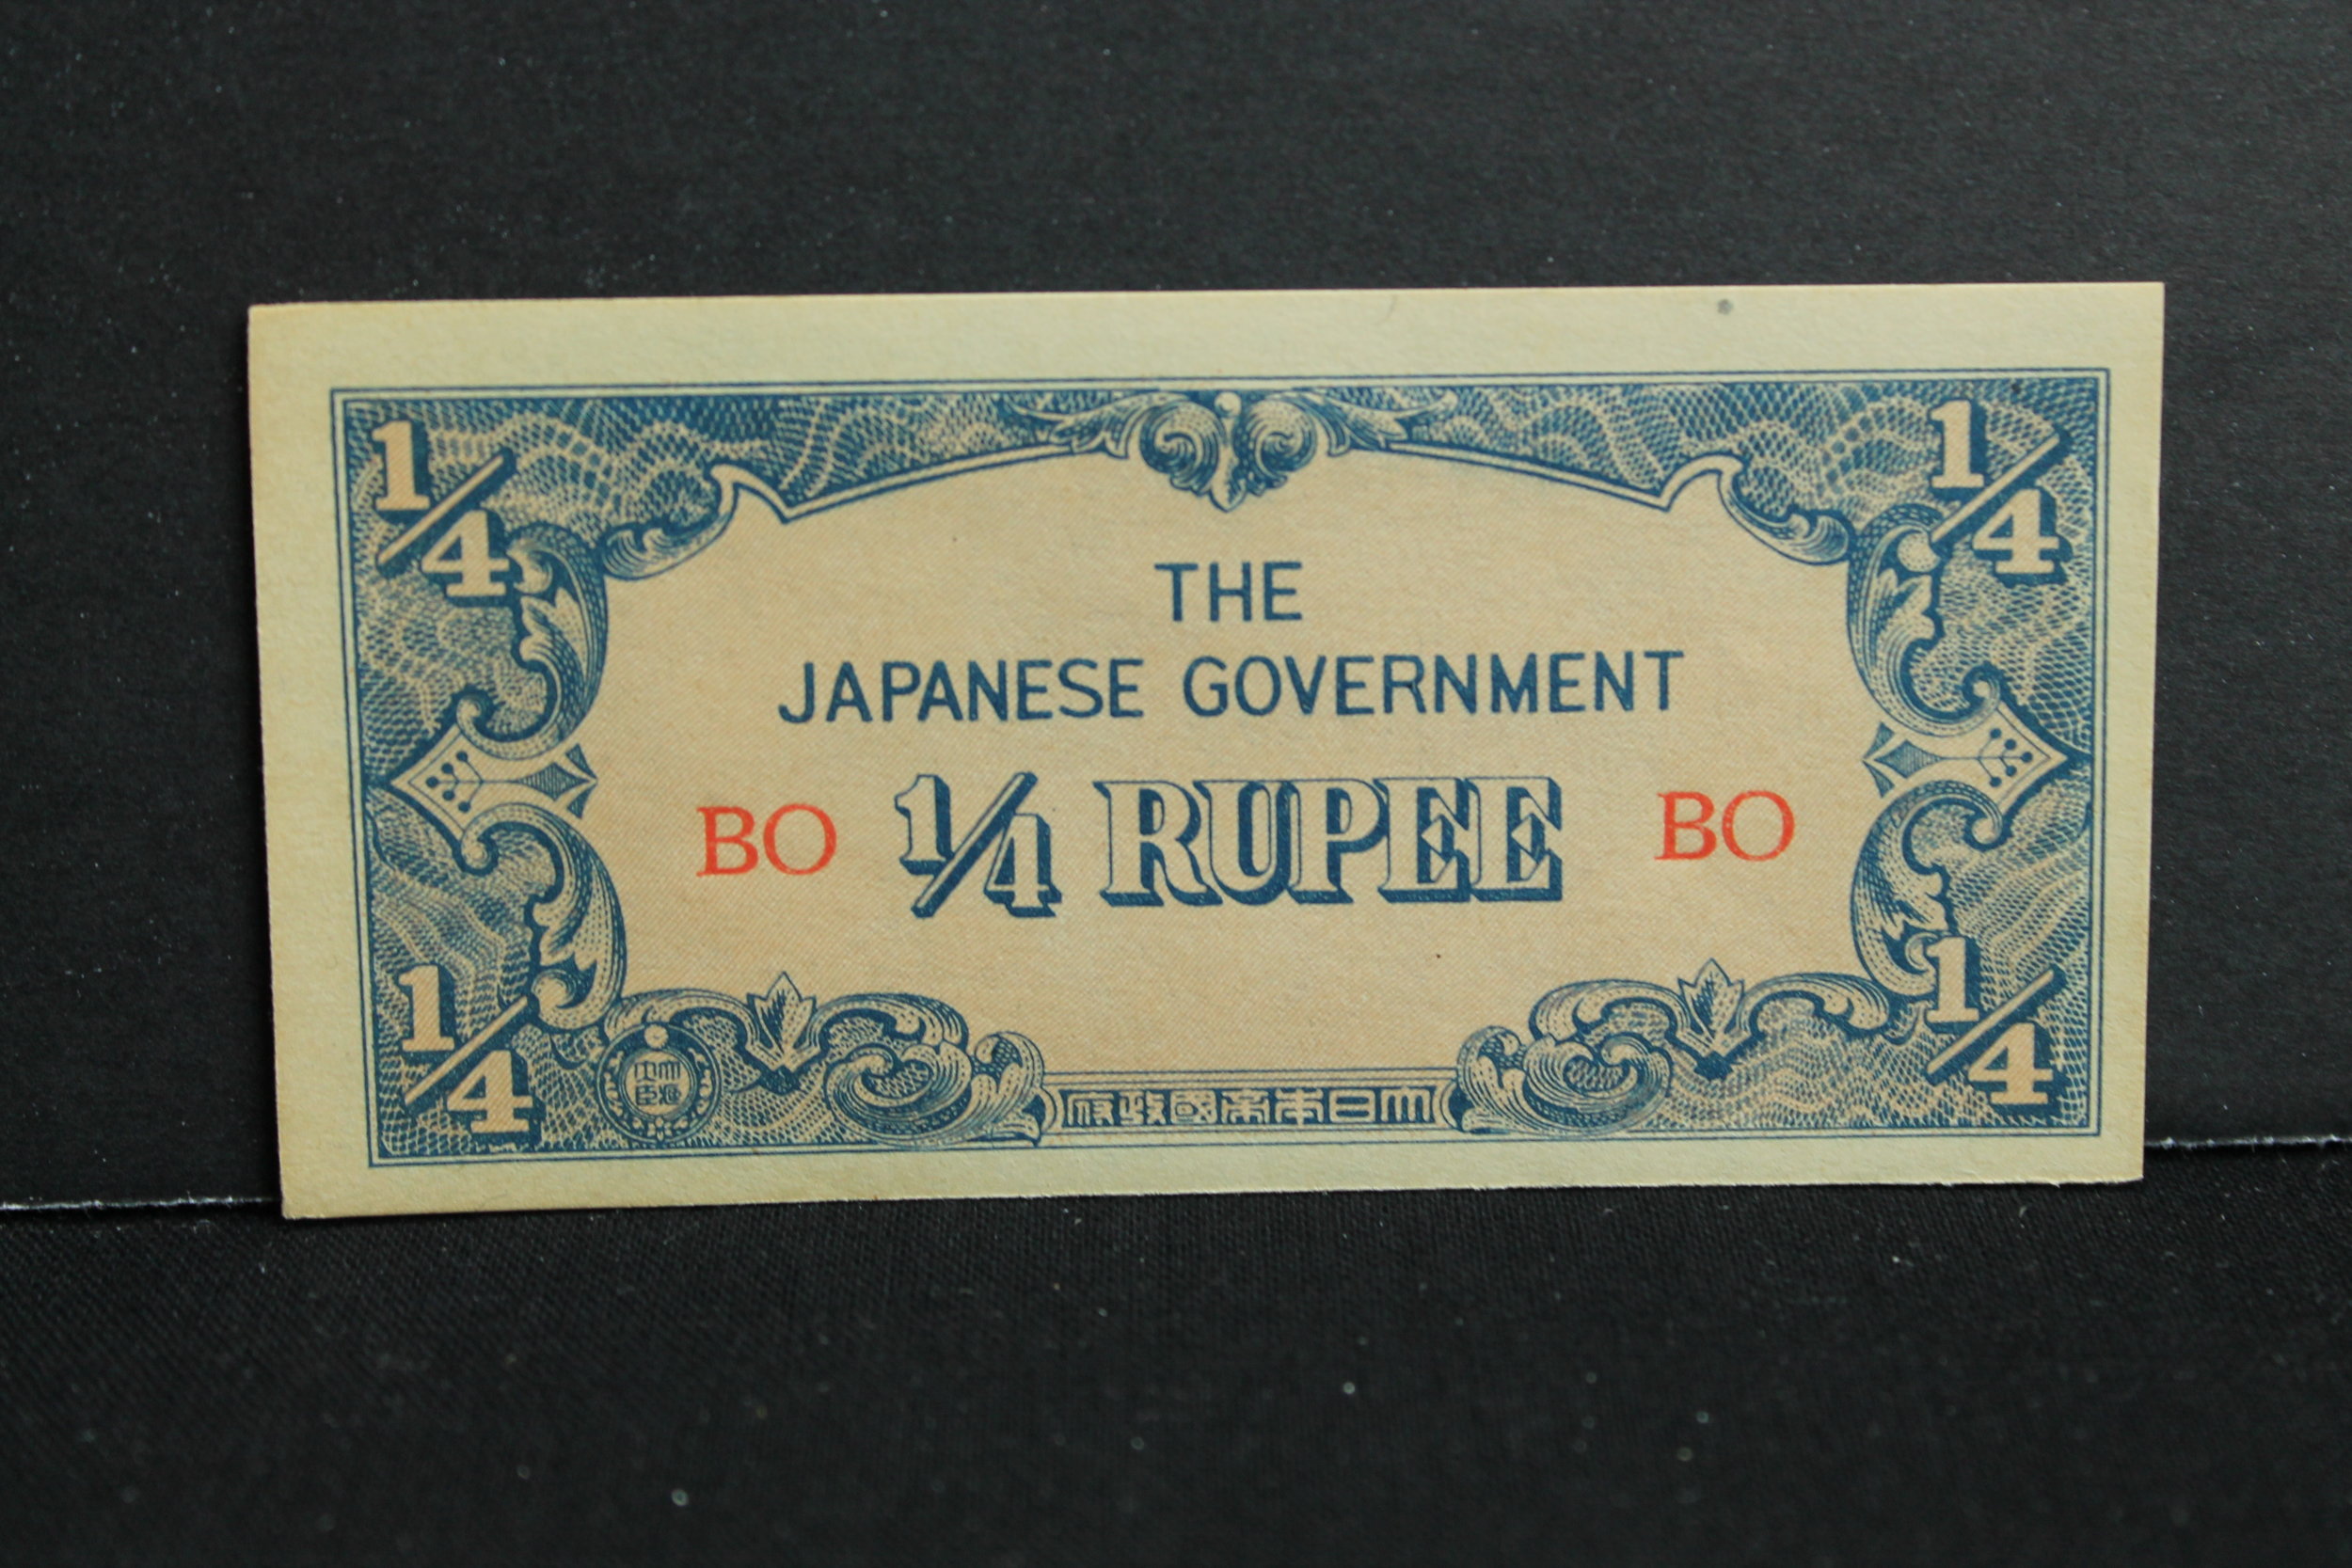 1/4 1/4
THE
JAPANESE GOVERNMENT
BO 1/4 RUPEE BO
1/4 1/4
府政國帝本日大